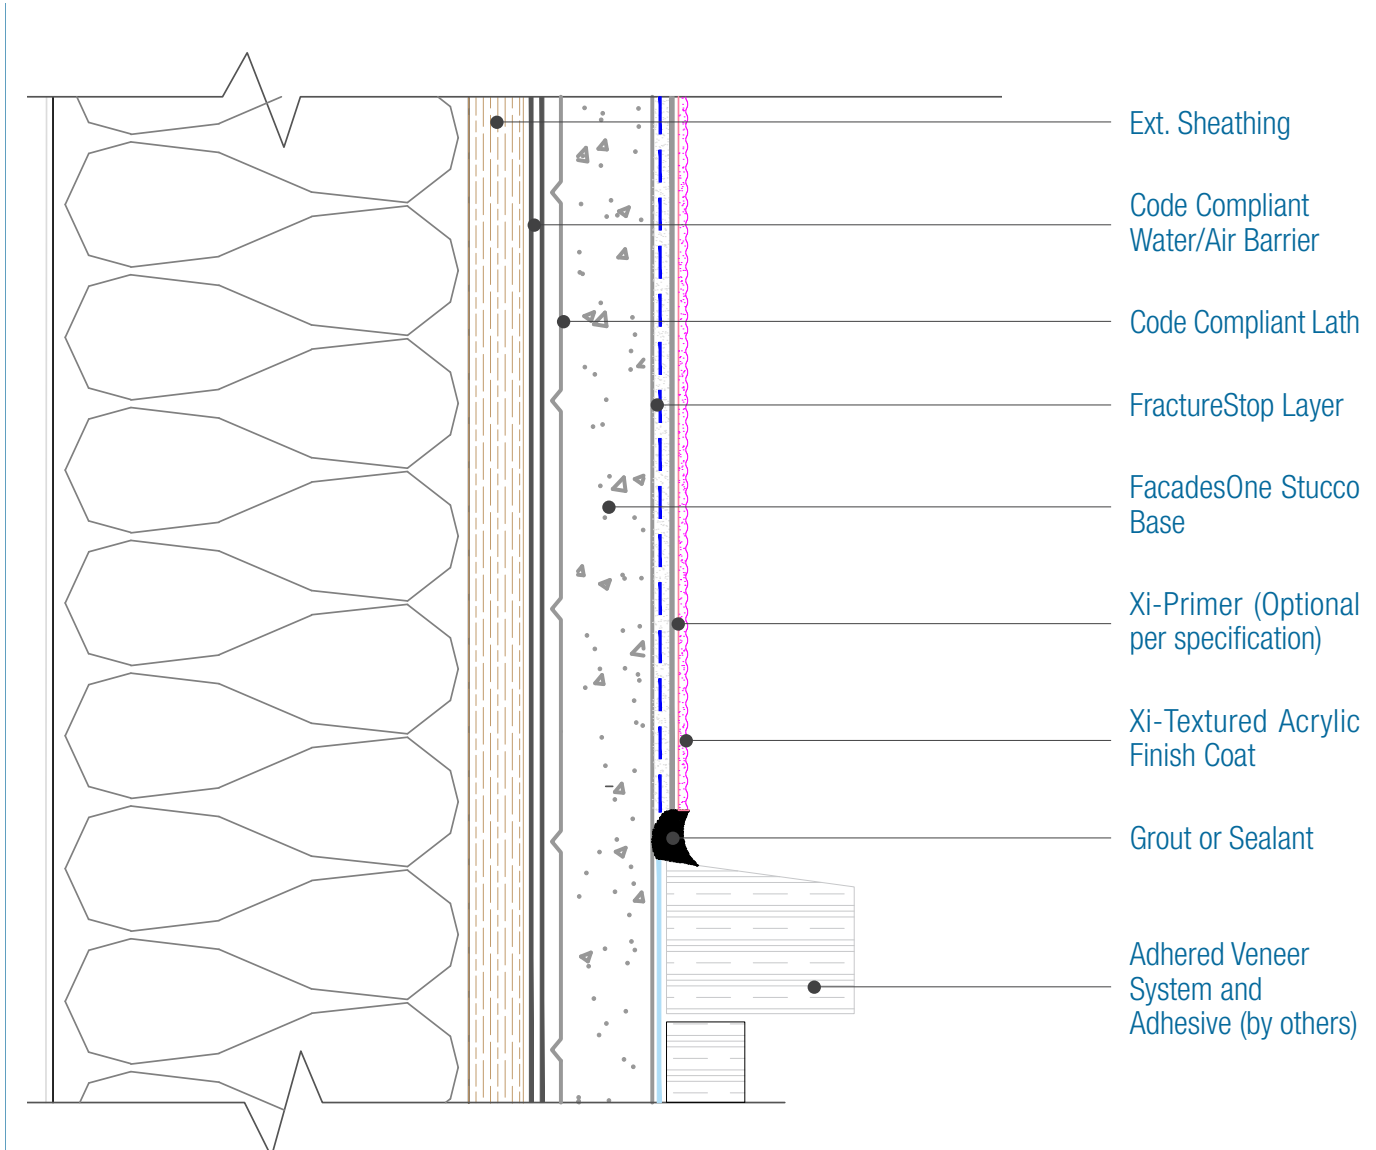 Ext. Sheathing
Code Compliant
Water/Air Barrier
Code Compliant Lath
FractureStop Layer
FacadesOne Stucco
Base
Xi-Primer (Optional
per specification)
Xi-Textured Acrylic
Finish Coat
Grout or Sealant
Adhered Veneer
System and
Adhesive (by others)